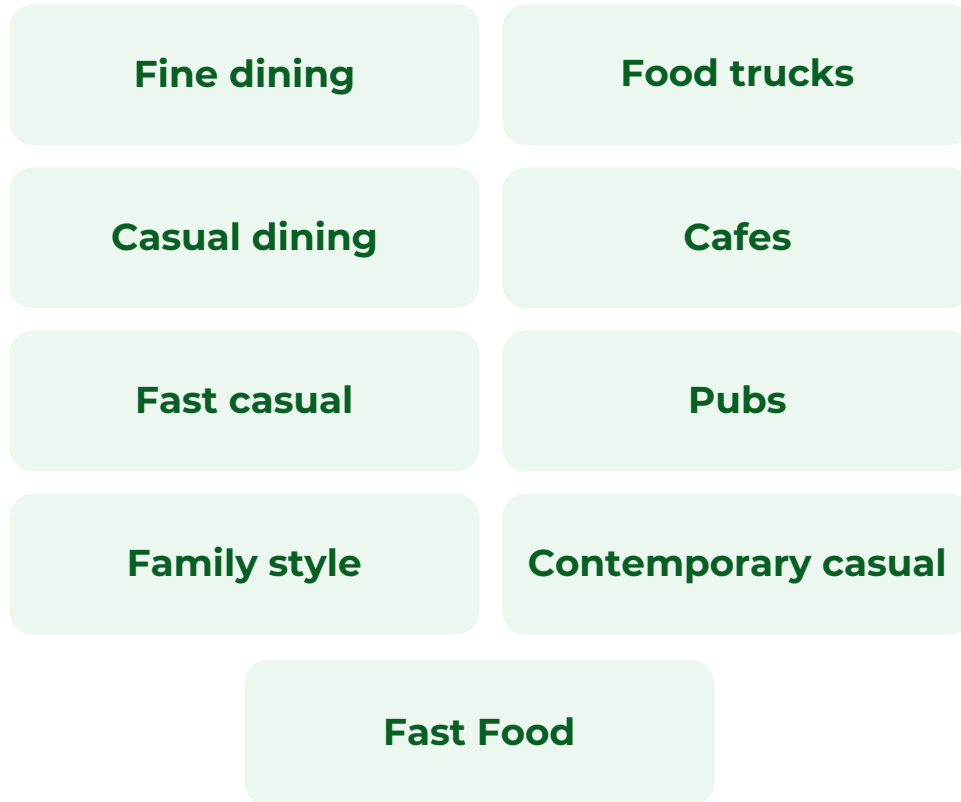 Fine dining
Food trucks
Casual dining
Cafes
Fast casual
Pubs
Family style
Contemporary casual
Fast Food